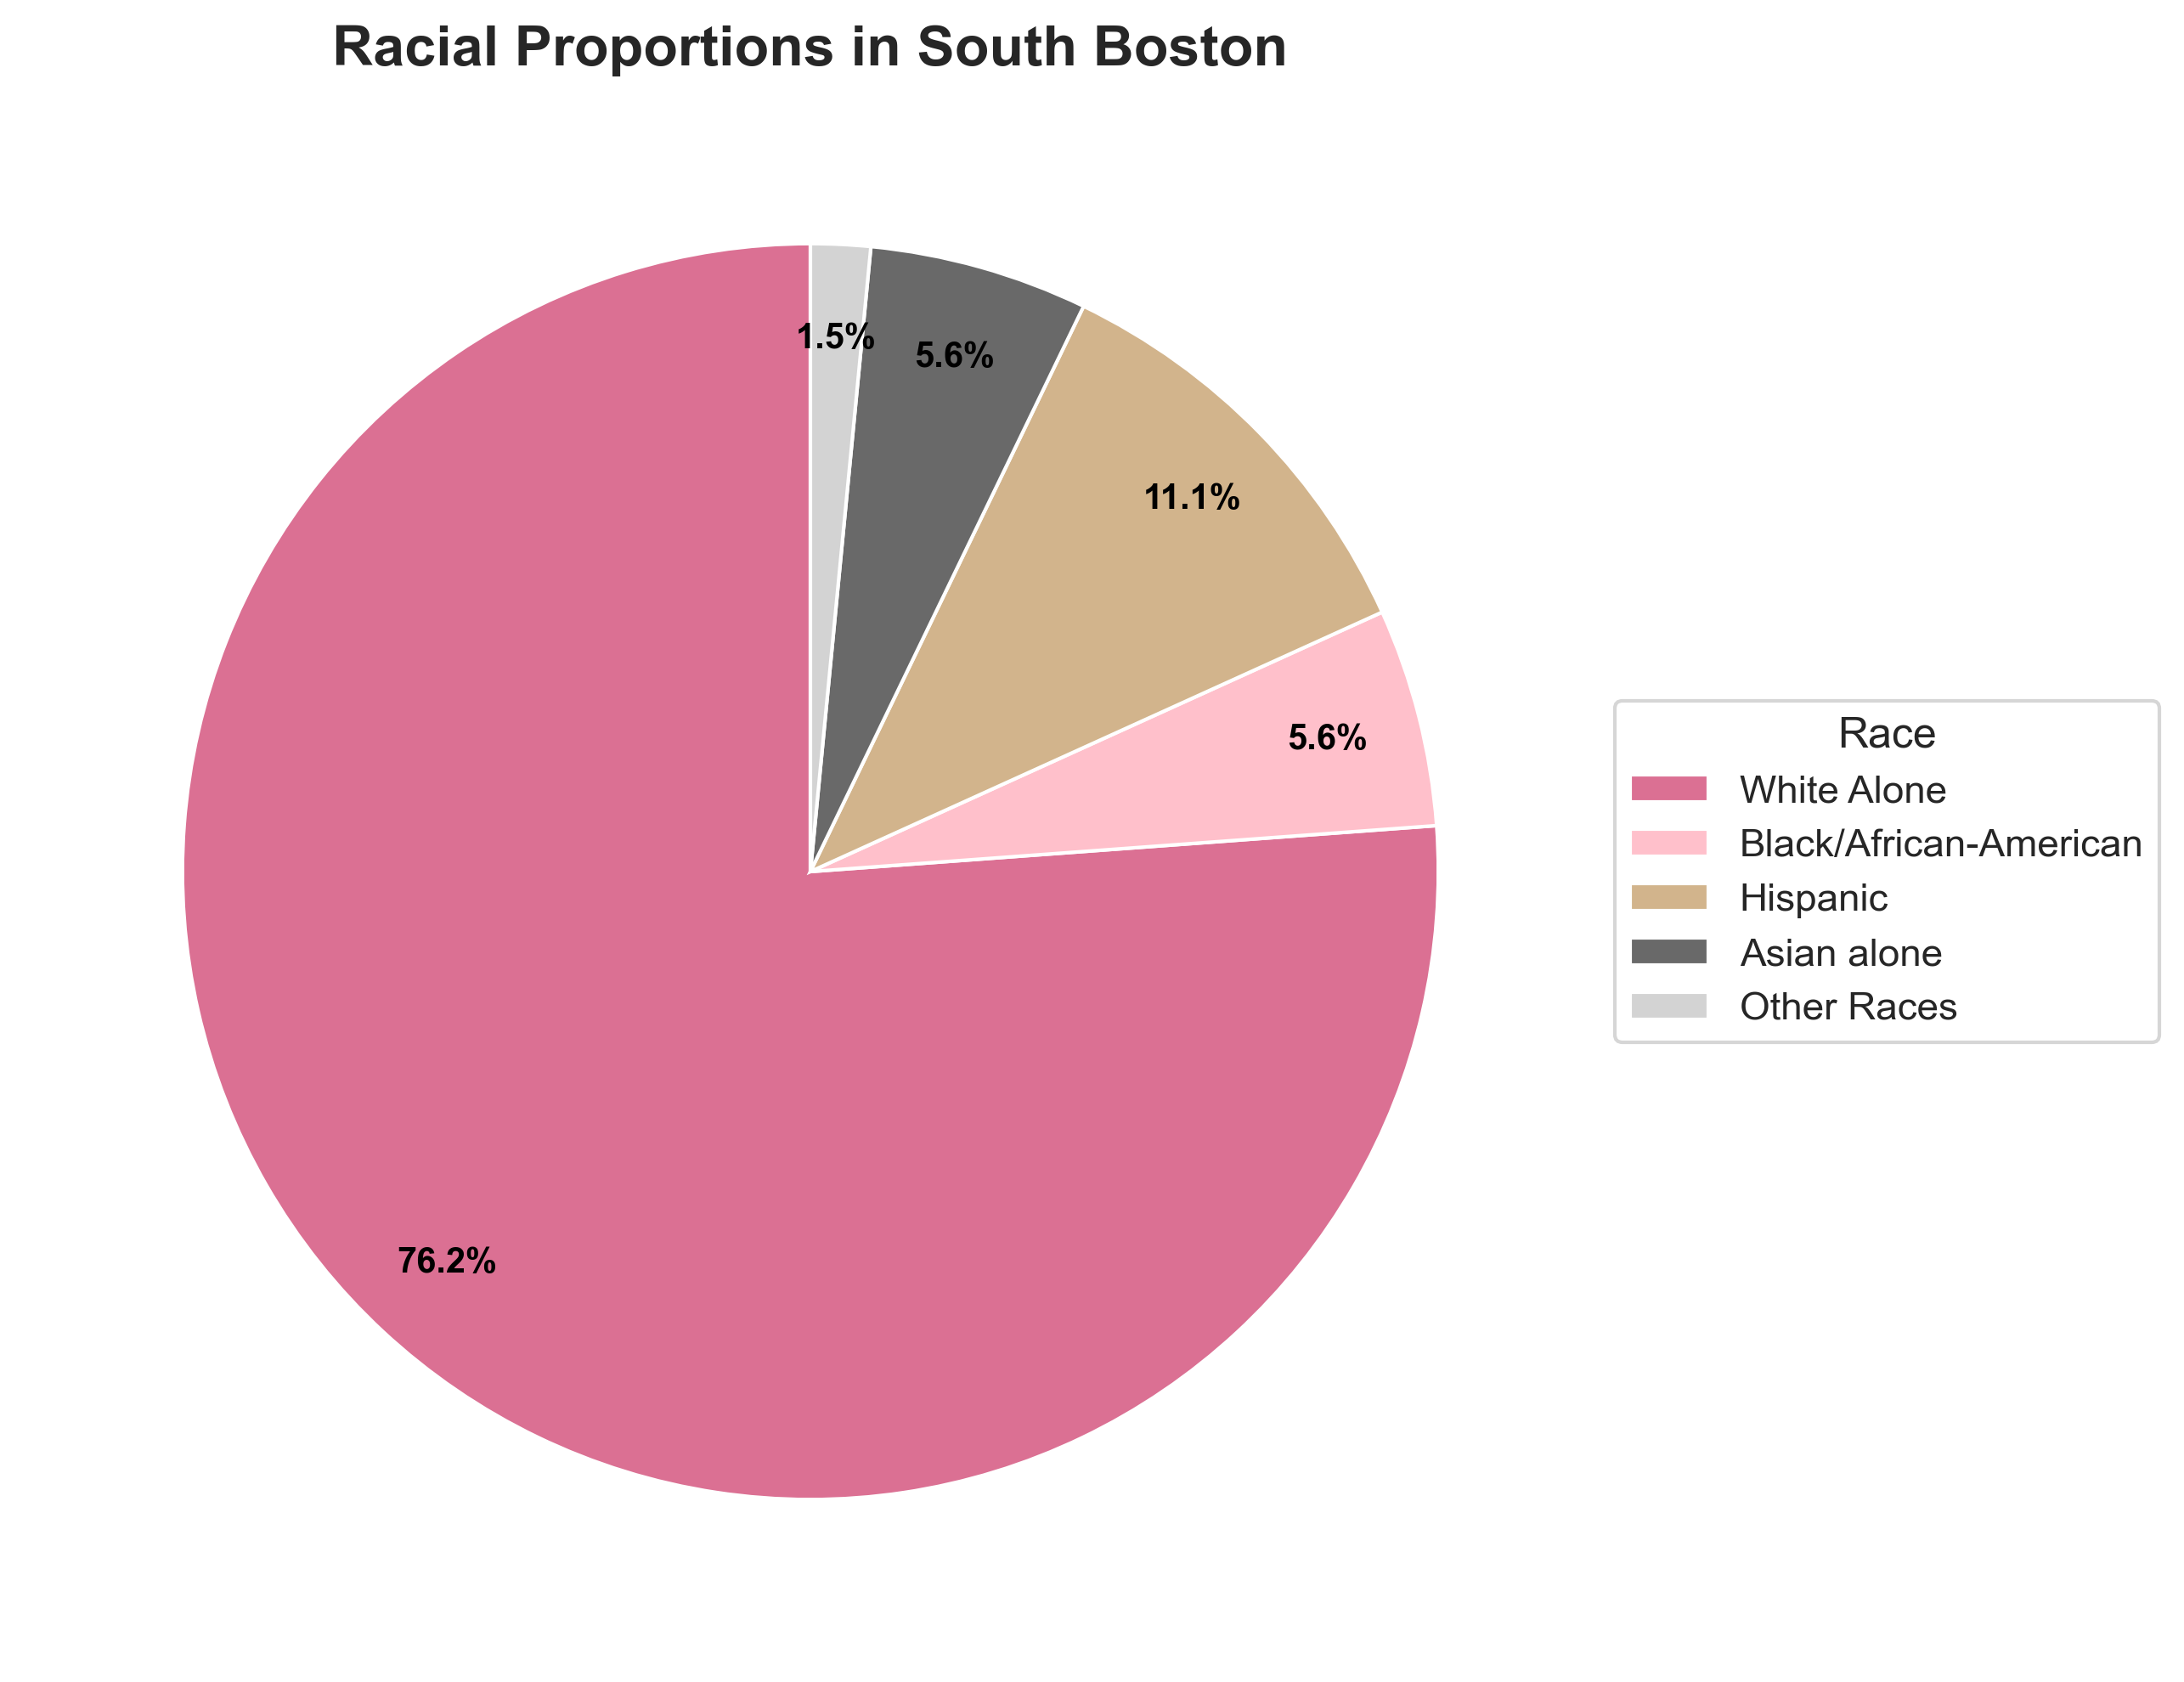 Racial Proportions in South Boston
1.5%
5.6%
11.1%
5.6%
76.2%
Race
White Alone
Black/African-American
Hispanic
Asian alone
Other Races